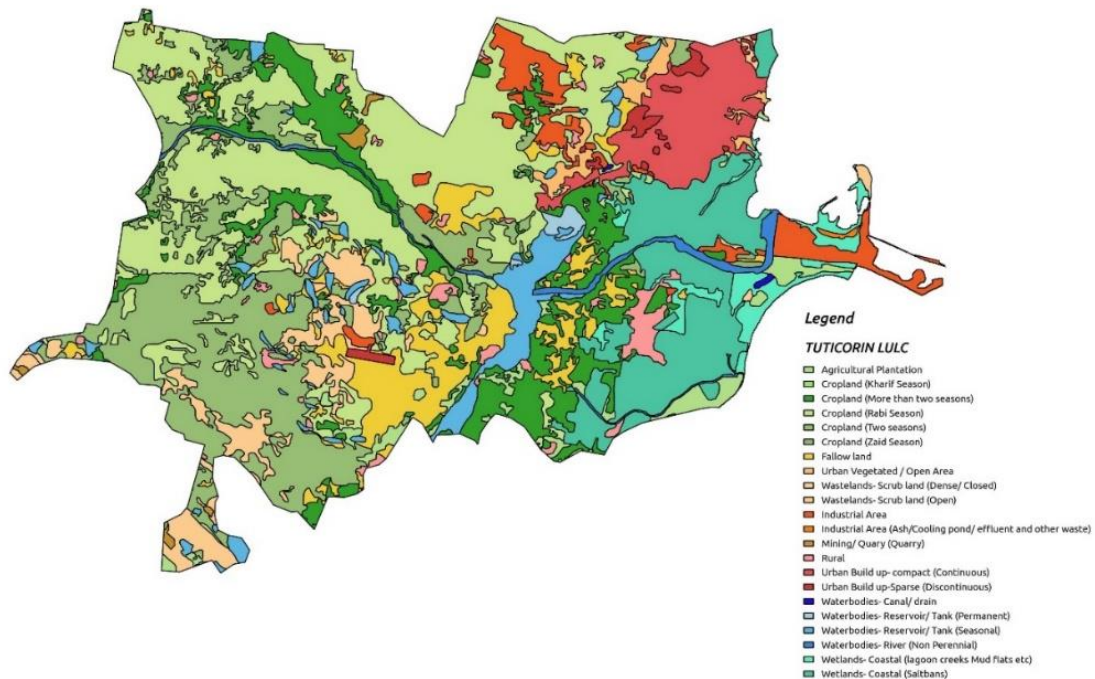 Legend
TUTICORIN LULC
Agricultural Plantation
Cropland (Kharif Season)
Cropland (More than two seasons)
Cropland (Rabi Season)
Cropland (Two seasons)
Cropland (Zaid Season)
Fallow land
Urban Vegetated / Open Area
Wastelands- Scrub land (Dense/ Closed)
Wastelands- Scrub land (Open)
Industrial Area
Industrial Area (Ash/Cooling pond/ effluent and other waste)
Mining/ Quary (Quarry)
Rural
Urban Build up- compact (Continuous)
Urban Build up-Sparse (Discontinuous)
Waterbodies- Canal/ drain
Waterbodies- Reservoir/ Tank (Permanent)
Waterbodies- Reservoir/ Tank (Seasonal)
Waterbodies- River (Non Perennial)
Wetlands- Coastal (lagoon creeks Mud flats etc)
Wetlands- Coastal (Saltbans)